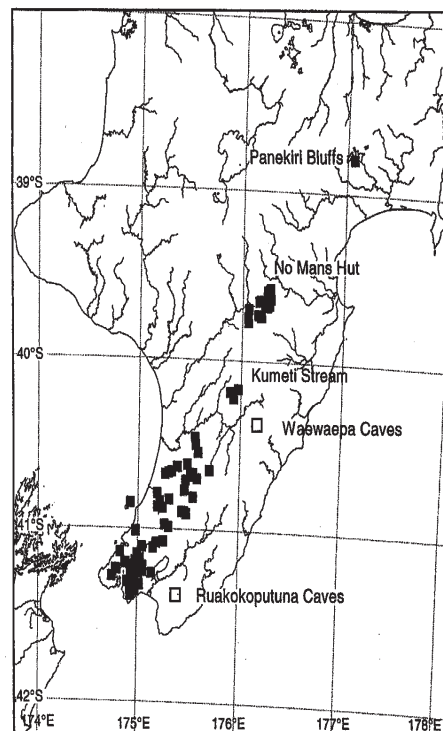 Panekiri Bluffs
39°S
No Mans Hut
40°S
Kumeti Stream
Waewaepa Caves
41°S
Ruakokoputuna Caves
42°S
174°E 175°E 176°E 177°E 178°E